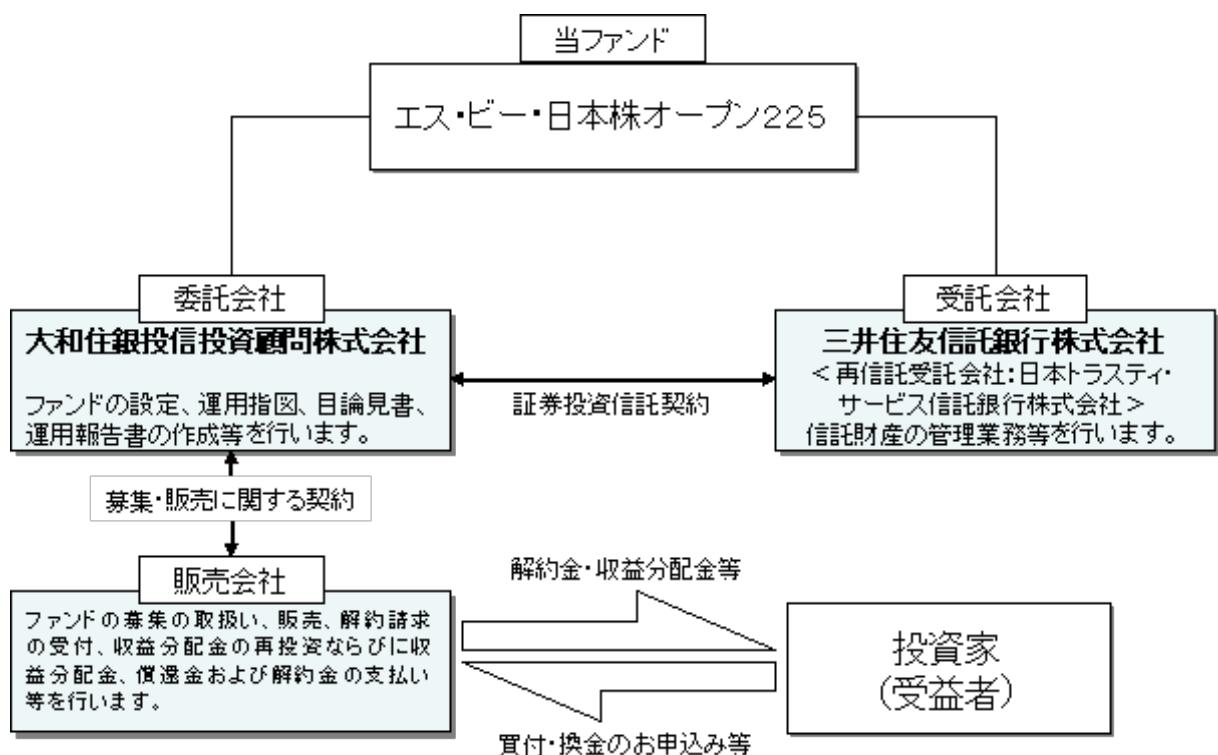 当ファンド
エス・ビー・日本株オープン225
委託会社
大和住銀投信投資顧問株式会社
ファンドの設定、運用指図、目論見書、
運用報告書の作成等を行います。
証券投資信託契約
受託会社
三井住友信託銀行株式会社
<再信託受託会社:日本トラスティ・
サービス信託銀行株式会社>
信託財産の管理業務等を行います。
募集・販売に関する契約
販売会社
ファンドの募集の取扱い、販売、解約請求
の受付、収益分配金の再投資ならびに収
益分配金、償還金および解約金の支払い
等を行います。
解約金・収益分配金等
買付・換金のお申込み等
投資家
(受益者)